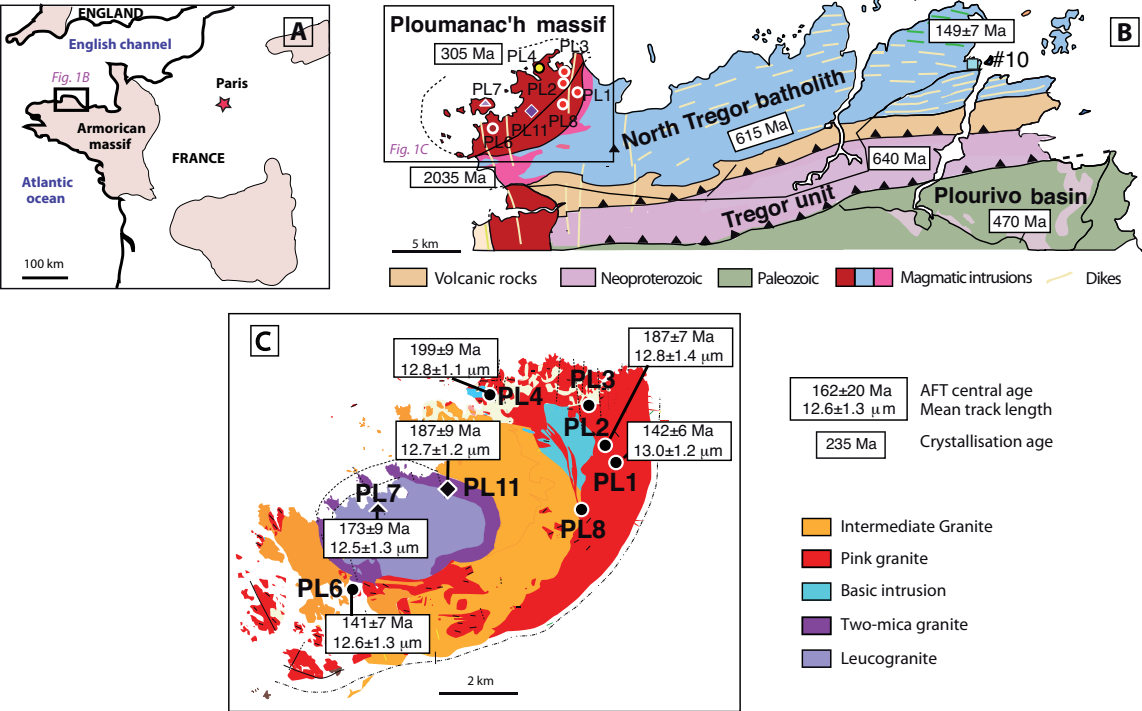 A
ENGLAND
English channel
Fig. 1B
Paris
Armorican
massif
FRANCE
Atlantic
ocean
100 km
B
Ploumanac'h massif
305 Ma
PL4
PL3
PL7
PL2
PL1
PL11
PL8
PL6
Fig. 1C
2035 Ma
North Tregor batholith
615 Ma
149±7 Ma
#10
640 Ma
Tregor unit
Plourivo basin
470 Ma
5 km
Volcanic rocks
Neoproterozoic
Paleozoic
Magmatic intrusions
Dikes
C
199±9 Ma
12.8±1.1 µm
187±7 Ma
12.8±1.4 µm
PL3
PL4
PL2
187±9 Ma
12.7±1.2 µm
142±6 Ma
13.0±1.2 µm
PL1
PL7
PL11
PL8
173±9 Ma
12.5±1.3 µm
PL6
141±7 Ma
12.6±1.3 µm
2 km
162±20 Ma
12.6±1.3 µm
AFT central age
Mean track length
235 Ma
Crystallisation age
Intermediate Granite
Pink granite
Basic intrusion
Two-mica granite
Leucogranite